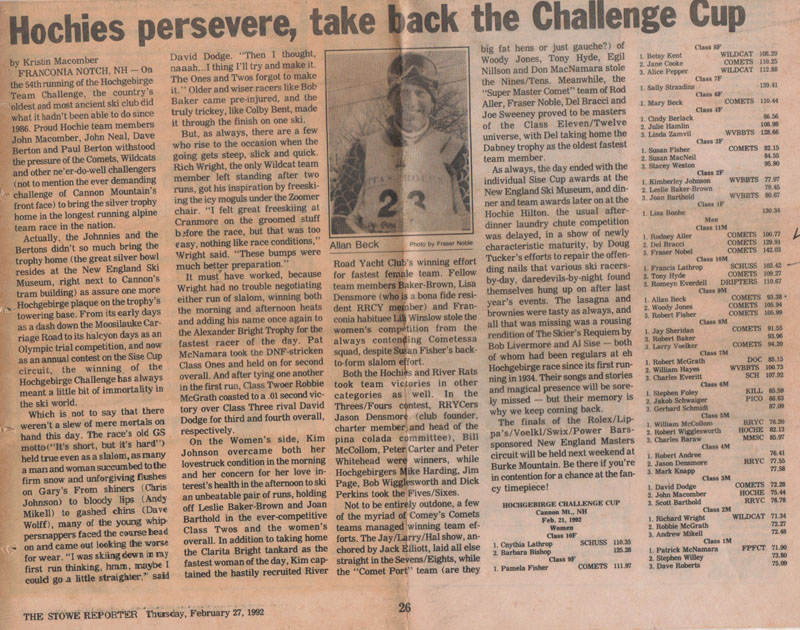 Hochies persevere, take back the Challenge Cup
by Kristin Macomber
FRANCONIA NOTCH, NH — On
the 54th running of the Hochgebirge
Team Challenge, the country's
oldest and most ancient ski club did
what it hadn't been able to do since
1986. Proud Hochie team members
John Macomber, John Neal, Dave
Berton and Paul Berton withstood
the pressure of the Comets, Wildcats
and other ne'er-do-well challengers
(not to mention the ever demanding
challenge of Cannon Mountain's
front face) to bring the silver trophy
home in the longest running alpine
team race in the nation.
Actually, the Johnnies and the
Bertons didn't so much bring the
trophy home (the great silver bowl
resides at the New England Ski
Museum, right next to Cannon's
tram building) as assure one more
Hochgebirge plaque on the trophy's
towering base. From its early days
as a dash down the Moosilauke Car-
riage Road to its halcyon days as an
Olympic trial competition, and now
as an annual contest on the Sise Cup
circuit, the winning of the
Hochgebirge Challenge has always
meant a little bit of immortality in
the ski world.
Which is not to say that there
weren't a slew of mere mortals on
hand this day. The race's old GS
motto("It's short, but it's hard")
held true even as a slalom, as many
a man and woman succumbed to the
firm snow and unforgiving flushes
on Gary's From shiners (Chris
Johnson) to bloody lips (Andy
Mikell) to gashed chins (Dave
Wolff), many of the young whip-
persnappers faced the course head
on and came out looking the worse
for wear. "I was skiing down in my
first run thinking, hmm, maybe I
could go a little straighter," said
David Dodge. "Then I thought,
naaah...I thing I'll try and make it.
The Ones and Twos forgot to make
it." Older and wiser racers like Bob
Baker came pre-injured, and the
truly trickey, like Colby Bent, made
it through the finish on one ski.
But, as always, there are a few
who rise to the occasion when the
going gets steep, slick and quick.
Rich Wright, the only Wildcat team
member left standing after two
runs, got his inspiration by freeski-
ing the icy moguls under the Zoomer
chair. "I felt great freeskiing at
Cranmore on the groomed stuff
before the race, but that was too
easy, nothing like race conditions,"
Wright said. "These bumps were
much better preparation."
It must have worked, because
Wright had no trouble negotiating
either run of slalom, winning both
the morning and afternoon heats
and adding his name once again to
the Alexander Bright Trophy for the
fastest racer of the day. Pat
McNamara took the DNF-stricken
Class Ones and held on for second
overall. And after tying one another
in the first run, Class Twoer Robbie
McGrath coasted to a .01 second vic-
tory over Class Three rival David
Dodge for third and fourth overall,
respectively.
On the Women's side, Kim
Johnson overcame both her
lovestruck condition in the morning
and her concern for her love in-
terest's health in the afternoon to ski
an unbeatable pair of runs, holding
off Leslie Baker-Brown and Joan
Barthold in the ever-competitive
Class Twos and the women's
overall. In addition to taking home
the Clarita Bright tankard as the
fastest woman of the day, Kim cap-
tained the hastily recruited River
Allan Beck
Photo by Fraser Noble
Road Yacht Club's winning effort
for fastest female team. Fellow
team members Baker-Brown, Lisa
Densmore (who is a bona fide resi-
dent RRCY member) and Fran-
conia habituee Lili Winslow stole the
women's competition from the
always contending Cometessa
squad, despite Susan Fisher's back-
to-form slalom effort.
Both the Hochies and River Rats
took team victories in other
categories as well. In the
Threes/Fours contest, RRYCers
Jason Densmore (club founder,
charter member and head of the
pina colada committee), Bill
McCollom, Peter Canter and Peter
Whitehead were winners, while
Hochgebirgers Mike Harding, Jim
Page, Bob Wigglesworth and Dick
Perkins took the Fives/Sixes.
Not to be entirely outdone, a few
of the myriad of Comey's Comets
teams managed winning team ef-
forts. The Jay/Larry/Hal show, an-
chored by Jack Elliott, laid all else
straight in the Sevens/Eights, while
the "Comet Port" team (are they
big fat hens or just gauche?) of
Woody Jones, Tony Hyde, Egil
Nillson and Don MacNamara stole
the Nines/Tens. Meanwhile, the
"Super Master Comet" team of Rod
Aller, Fraser Noble, Del Bracci and
Joe Sweeney proved to be masters
of the Class Eleven/Twelve
universe, with Del taking home the
Dabney trophy as the oldest fastest
team member.
As always, the day ended with the
individual Sise Cup awards at the
New England Ski Museum, and din-
ner and team awards later on at the
Hochie Hilton. the usual after-
dinner laundry chute competition
was delayed, in a show of newly
characteristic maturity, by Doug
Tucker's efforts to repair the offen-
ding nails that various ski racers-
by-day, daredevils-by-night found
themselves hung up on after last
year's events. The lasagna and
brownies were tasty as always, and
all that was missing was a rousing
rendition of The Skier's Requiem by
Bob Livermore and Al Sise — both
of whom had been regulars at eh
Hochgebirge race since its first run-
ning in 1934. Their songs and stories
and magical presence will be sore-
ly missed — but their memory is
why we keep coming back.
The finals of the Rolex/Lip-
pa's/Voelkl/Swix/Power Bars-
sponsored New England Masters
circuit will be held next weekend at
Burke Mountain. Be there if you're
in contention for a chance at the fan-
cy timepiece!
HOCHGEBIRGE CHALLENGE CUP
Cannon Mt., NH
Feb. 21, 1992
Women
Class 10F
1. Cnythia Lathrop SCHUSS 110.35
2. Barbara Bishop 125.28
Class 9F
1. Pamela Fisher COMETS 111.97
Class 8F
1. Betsy Kent WILDCAT 108.29
2. Jane Cooke COMETS 110.25
3. Alice Pepper WILDCAT 112.88
Class 7F
1. Sally Strazdins 139.41
Class 6F
1. Mary Beck COMETS 110.44
Class 4F
1. Cindy Berlack 86.56
2. Julie Hamlin 108.98
3. Linda Zamvil WVBBTS 128.66
Class 3F
1. Susan Fisher COMETS 82.15
2. Susan MacNeil 84.55
3. Stacey Weston 95.90
Class 2F
1. Kimberley Johnson WVBBTS 77.97
2. Leslie Baker-Brown 79.45
3. Joan Barthold WVBBTS 80.67
Class 1F
1. Lisa Bonhe 130.34
Men
Class 11M
1. Rodney Aller COMETS 106.77
2. Del Bracci COMETS 129.91
3. Fraser Nobel COMETS 142.03
Class 10M
1. Francis Lathrop SCHUSS 103.42
2. Tony Hyde COMETS 109.27
3. Romeyn Everdell DRIFTERS 110.67
Class 9M
1. Allan Beck COMETS 93.38
2. Woody Jones COMETS 105.94
3. Robert Fisher COMETS 105.99
Class 8M
1. Jay Sheridan COMETS 91.55
2. Robert Baker 93.96
3. Larry Voelker COMETS 94.20
Class 7M
1. Robert McGrath DOC 85.15
2. William Hayes WVBBTS 100.73
3. Charles Everitt SCH 107.92
Class 6M
1. Stephen Foley KILL 85.59
2. Jakob Schwaiger PICO 86.63
3. Gerhard Schmidt 87.09
Class 5M
1. William McCollom RRYC 76.20
2. Robert Wigglesworth HOCHE 82.13
3. Charles Baraw MMSC 85.97
Class 4M
1. Robert Andree 76.41
2. Jason Densmore RRYC 77.55
3. Mark Knapp 77.58
Class 3M
1. David Dodge COMETS 72.28
2. John Macomber HOCHE 75.44
3. Scott Barthold RRYC 76.78
Class 2M
1. Richard Wright WILDCAT 71.34
2. Robbie McGrath 72.27
3. Andrew Mikell 72.48
Class 1M
1. Patrick McNamara FPFCT 71.90
2. Stephen Willey 73.80
3. Dave Roberts 75.09
THE STOWE REPORTER Thursday, February 27, 1992
26